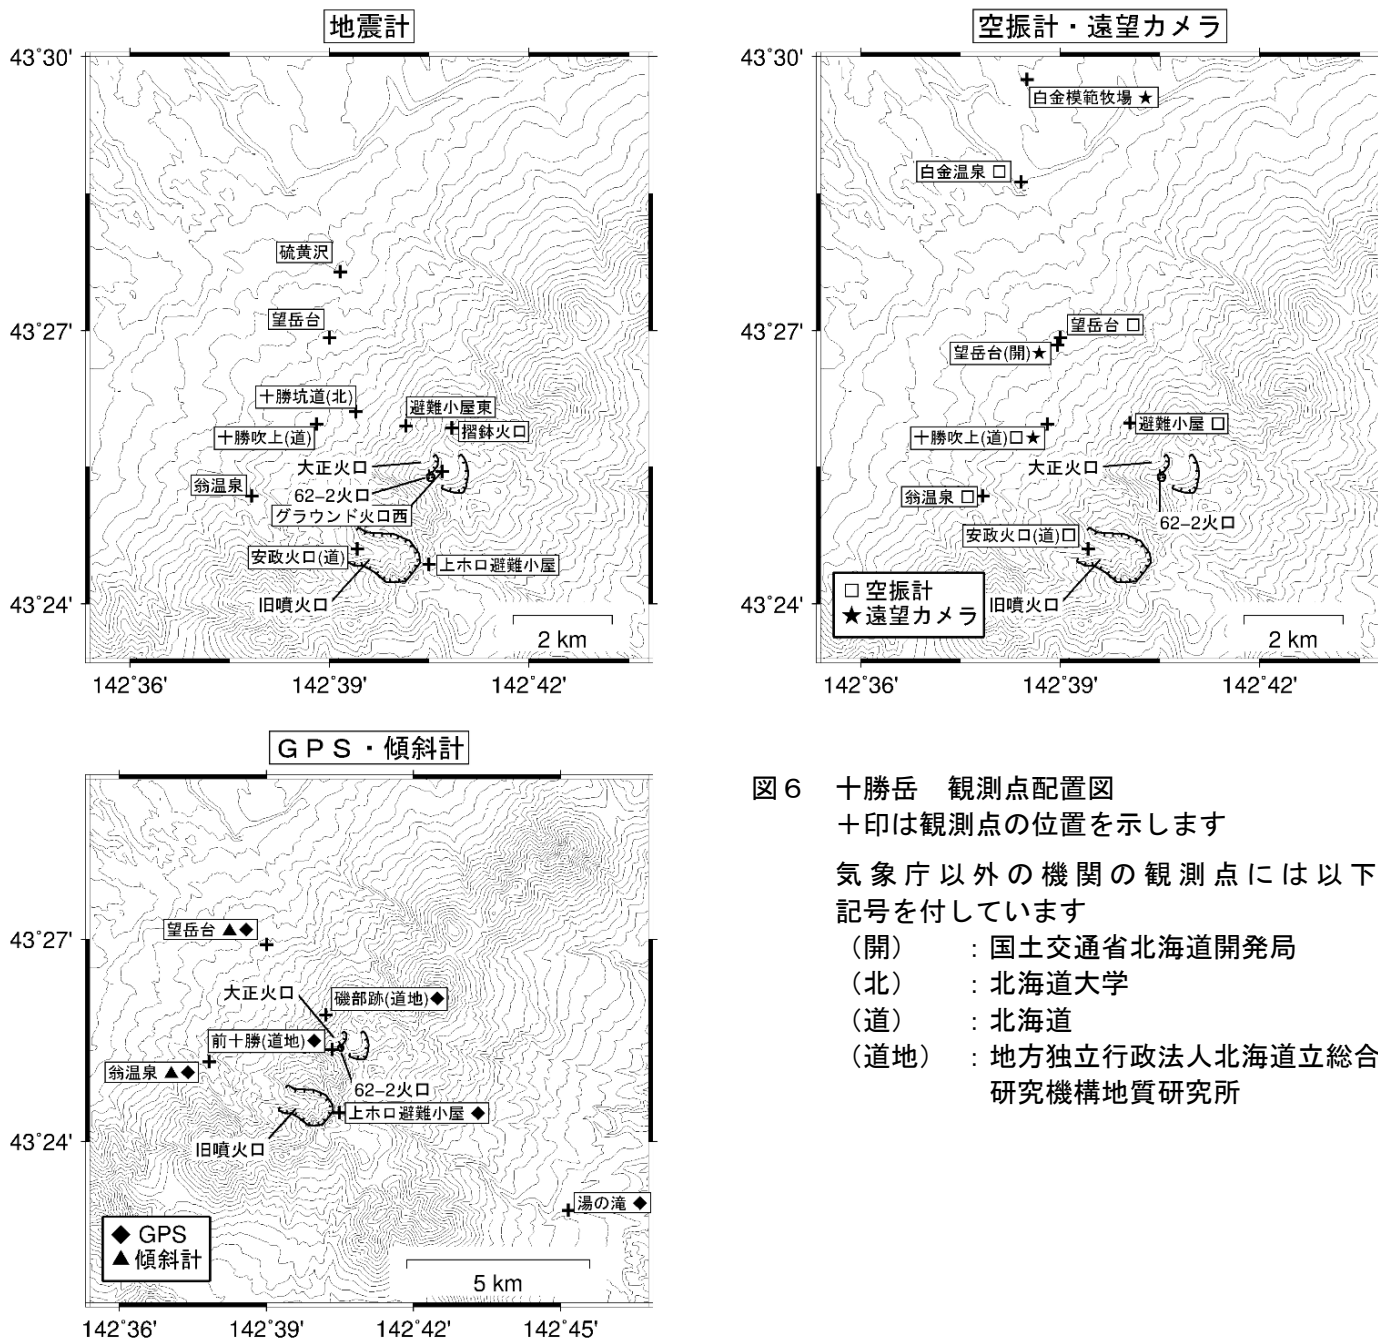 地震計
43°30'
43°27'
43°24'
142°36'
142°39'
142°42'
硫黄沢
望岳台
十勝坑道(北)
避難小屋東
十勝吹上(道)
摺鉢火口
大正火口
翁温泉
62-2火口
グラウンド火口西
安政火口(道)
上ホロ避難小屋
旧噴火口
2 km
空振計・遠望カメラ
43°30'
43°27'
43°24'
142°36'
142°39'
142°42'
白金模範牧場 ★
白金温泉 □
望岳台 □
望岳台(開)★
避難小屋 □
十勝吹上(道)□★
大正火口
翁温泉 □
62-2火口
安政火口(道)□
旧噴火口
□ 空振計
★ 遠望カメラ
2 km
GPS・傾斜計
43°27'
43°24'
142°36'
142°39'
142°42'
142°45'
望岳台 ▲◆
大正火口
磯部跡(道地)◆
前十勝(道地)◆
翁温泉 ▲◆
62-2火口
上ホロ避難小屋 ◆
旧噴火口
湯の滝 ◆
◆ GPS
▲ 傾斜計
5 km
図6 十勝岳 観測点配置図
+印は観測点の位置を示します
気象庁以外の機関の観測点には以下
記号を付しています
(開) :国土交通省北海道開発局
(北) :北海道大学
(道) :北海道
(道地) :地方独立行政法人北海道立総合
研究機構地質研究所